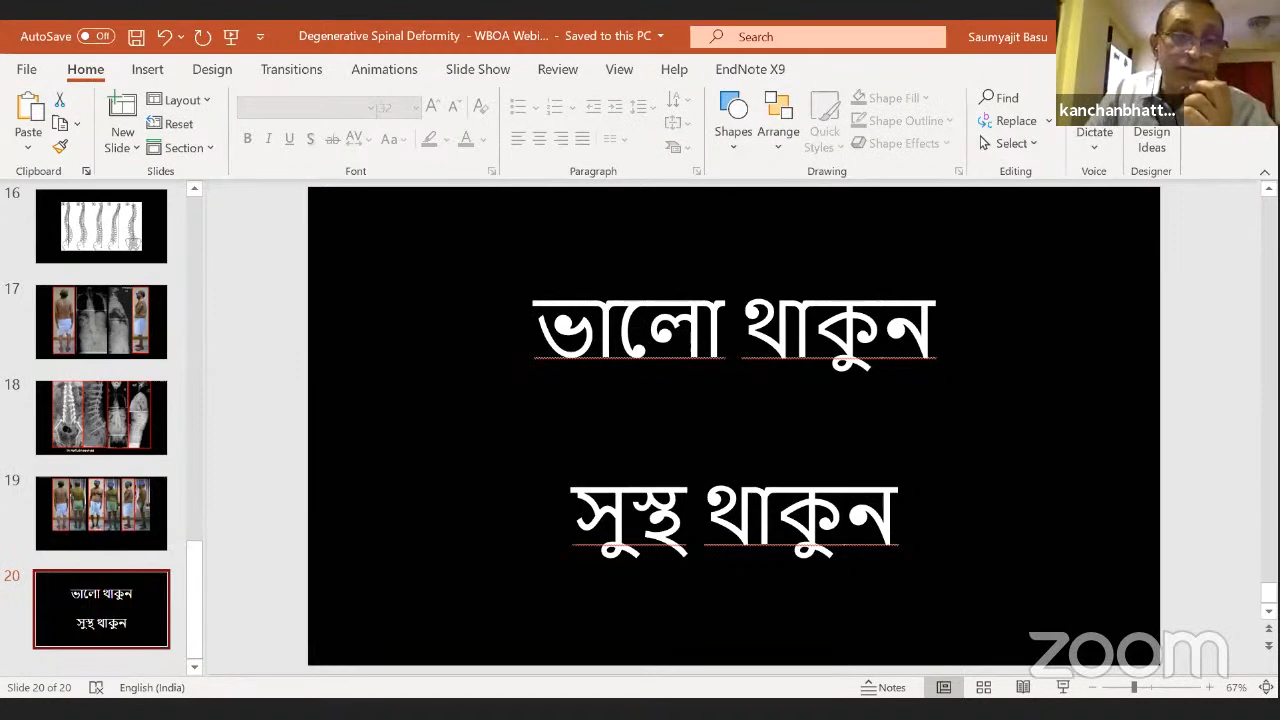 AutoSave Off Degenerative Spinal Deformity - WBOA Webi... - Saved to this PC Search Saumyajit Basu
File Home Insert Design Transitions Animations Slide Show Review View Help EndNote X9
kanchanbhatt...
Paste
New Slide
Layout
Reset
Section
32
Shapes
Arrange
Quick Styles
Shape Fill
Shape Outline
Shape Effects
Find
Replace
Select
Dictate
Design Ideas
Clipboard Slides Font Paragraph Drawing Editing Voice Designer
16
17
18
19
20
ভালো থাকুন
সুস্থ থাকুন
ভালো থাকুন
সুস্থ থাকুন
zoom
Slide 20 of 20 English (India) Notes 67%